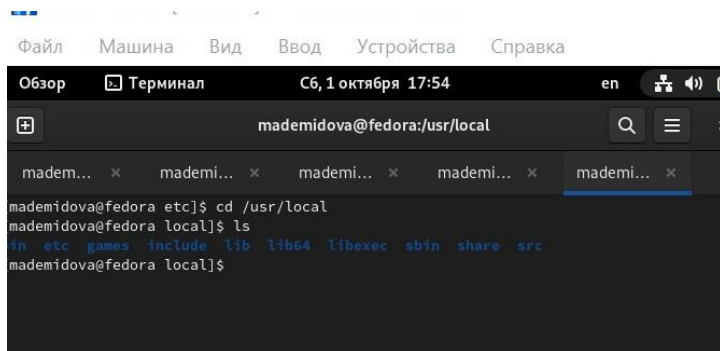 Файл Машина Вид Ввод Устройства Справка
Обзор Терминал Сб, 1 октября 17:54 en
mademidova@fedora:/usr/local
madem... × mademi... × mademi... × mademi... × mademi... ×
mademidova@fedora etc]$ cd /usr/local
mademidova@fedora local]$ ls
in etc games include lib lib64 libexec sbin share src
mademidova@fedora local]$